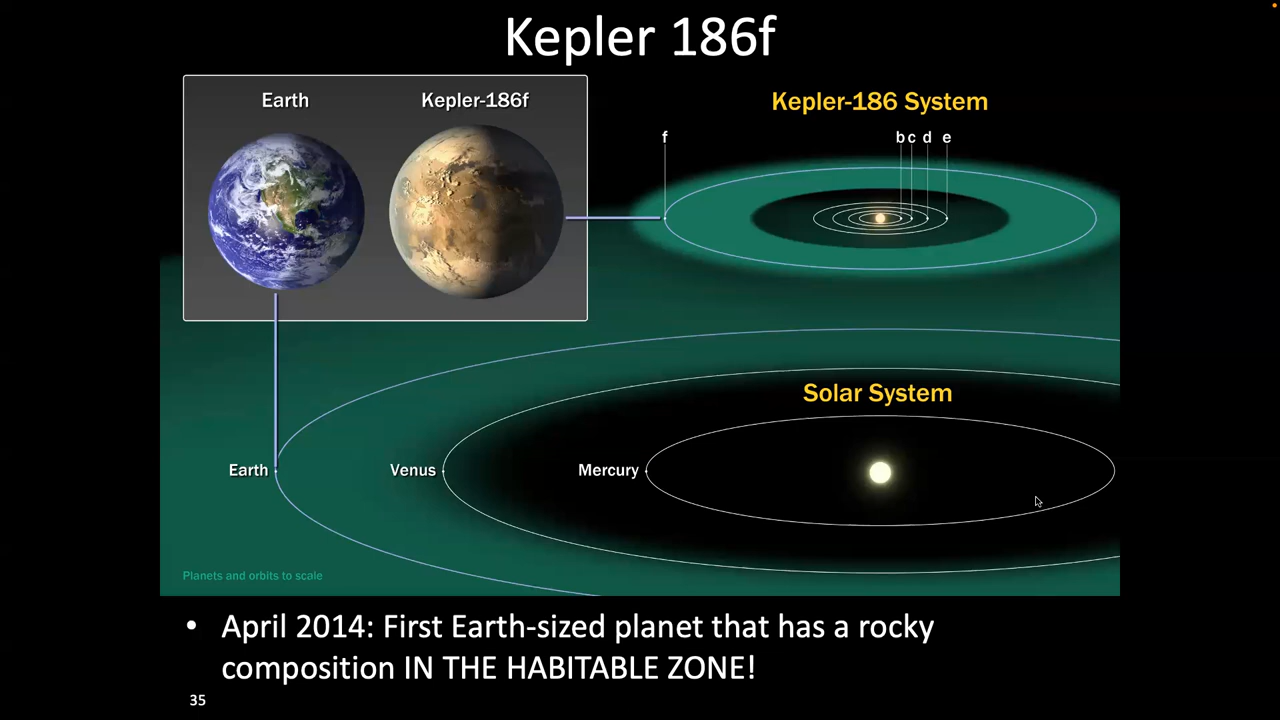 Kepler 186f
Earth
Kepler-186f
Kepler-186 System
f
b c d e
Solar System
Earth
Venus
Mercury
Planets and orbits to scale
• April 2014: First Earth-sized planet that has a rocky
composition IN THE HABITABLE ZONE!
35